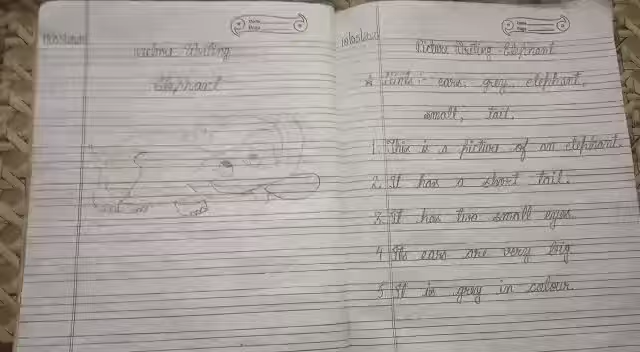 Picture Writing
Elephant
Picture Writing - Elephant
Hints :- ears, grey, elephant,
small, tail.
1. This is a picture of an elephant.
2. It has a short tail.
3. It has two small eyes.
4. Its ears are very big.
5. It is grey in colour.